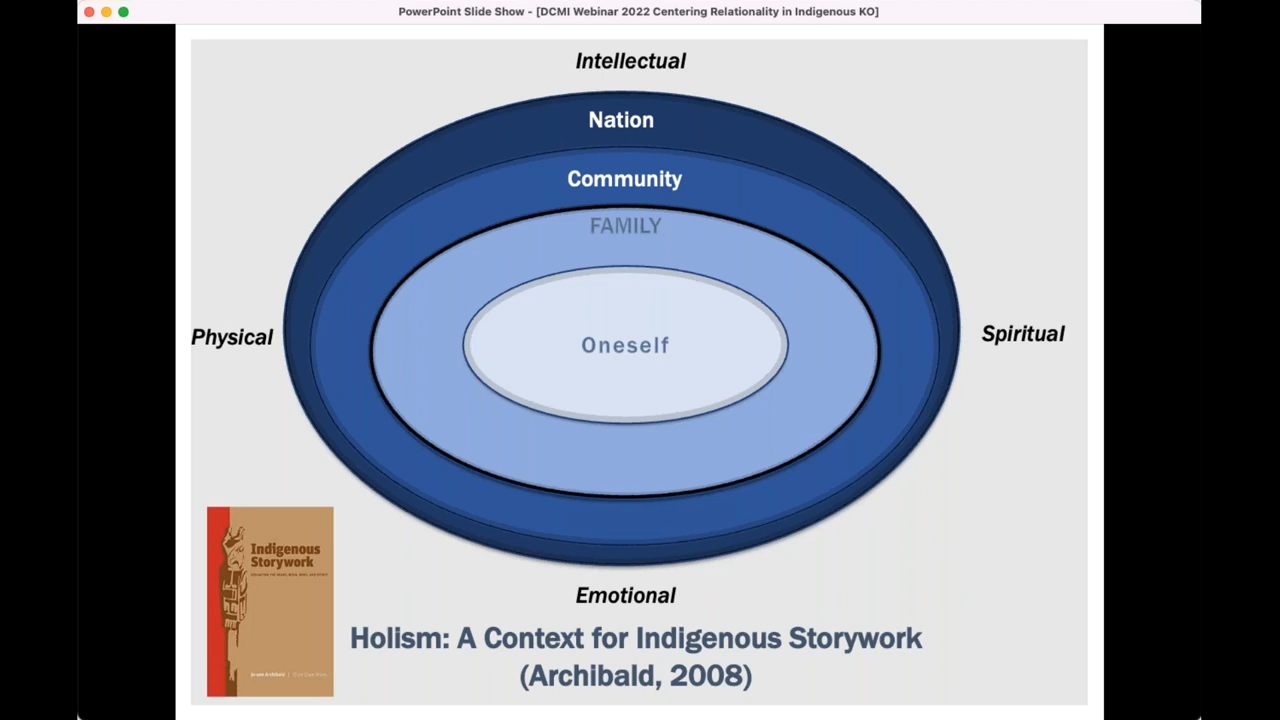 PowerPoint Slide Show - [DCMI Webinar 2022 Centering Relationality in Indigenous KO]
Intellectual
Nation
Community
FAMILY
Physical
Oneself
Spiritual
Indigenous
Storywork
Emotional
Holism: A Context for Indigenous Storywork
(Archibald, 2008)